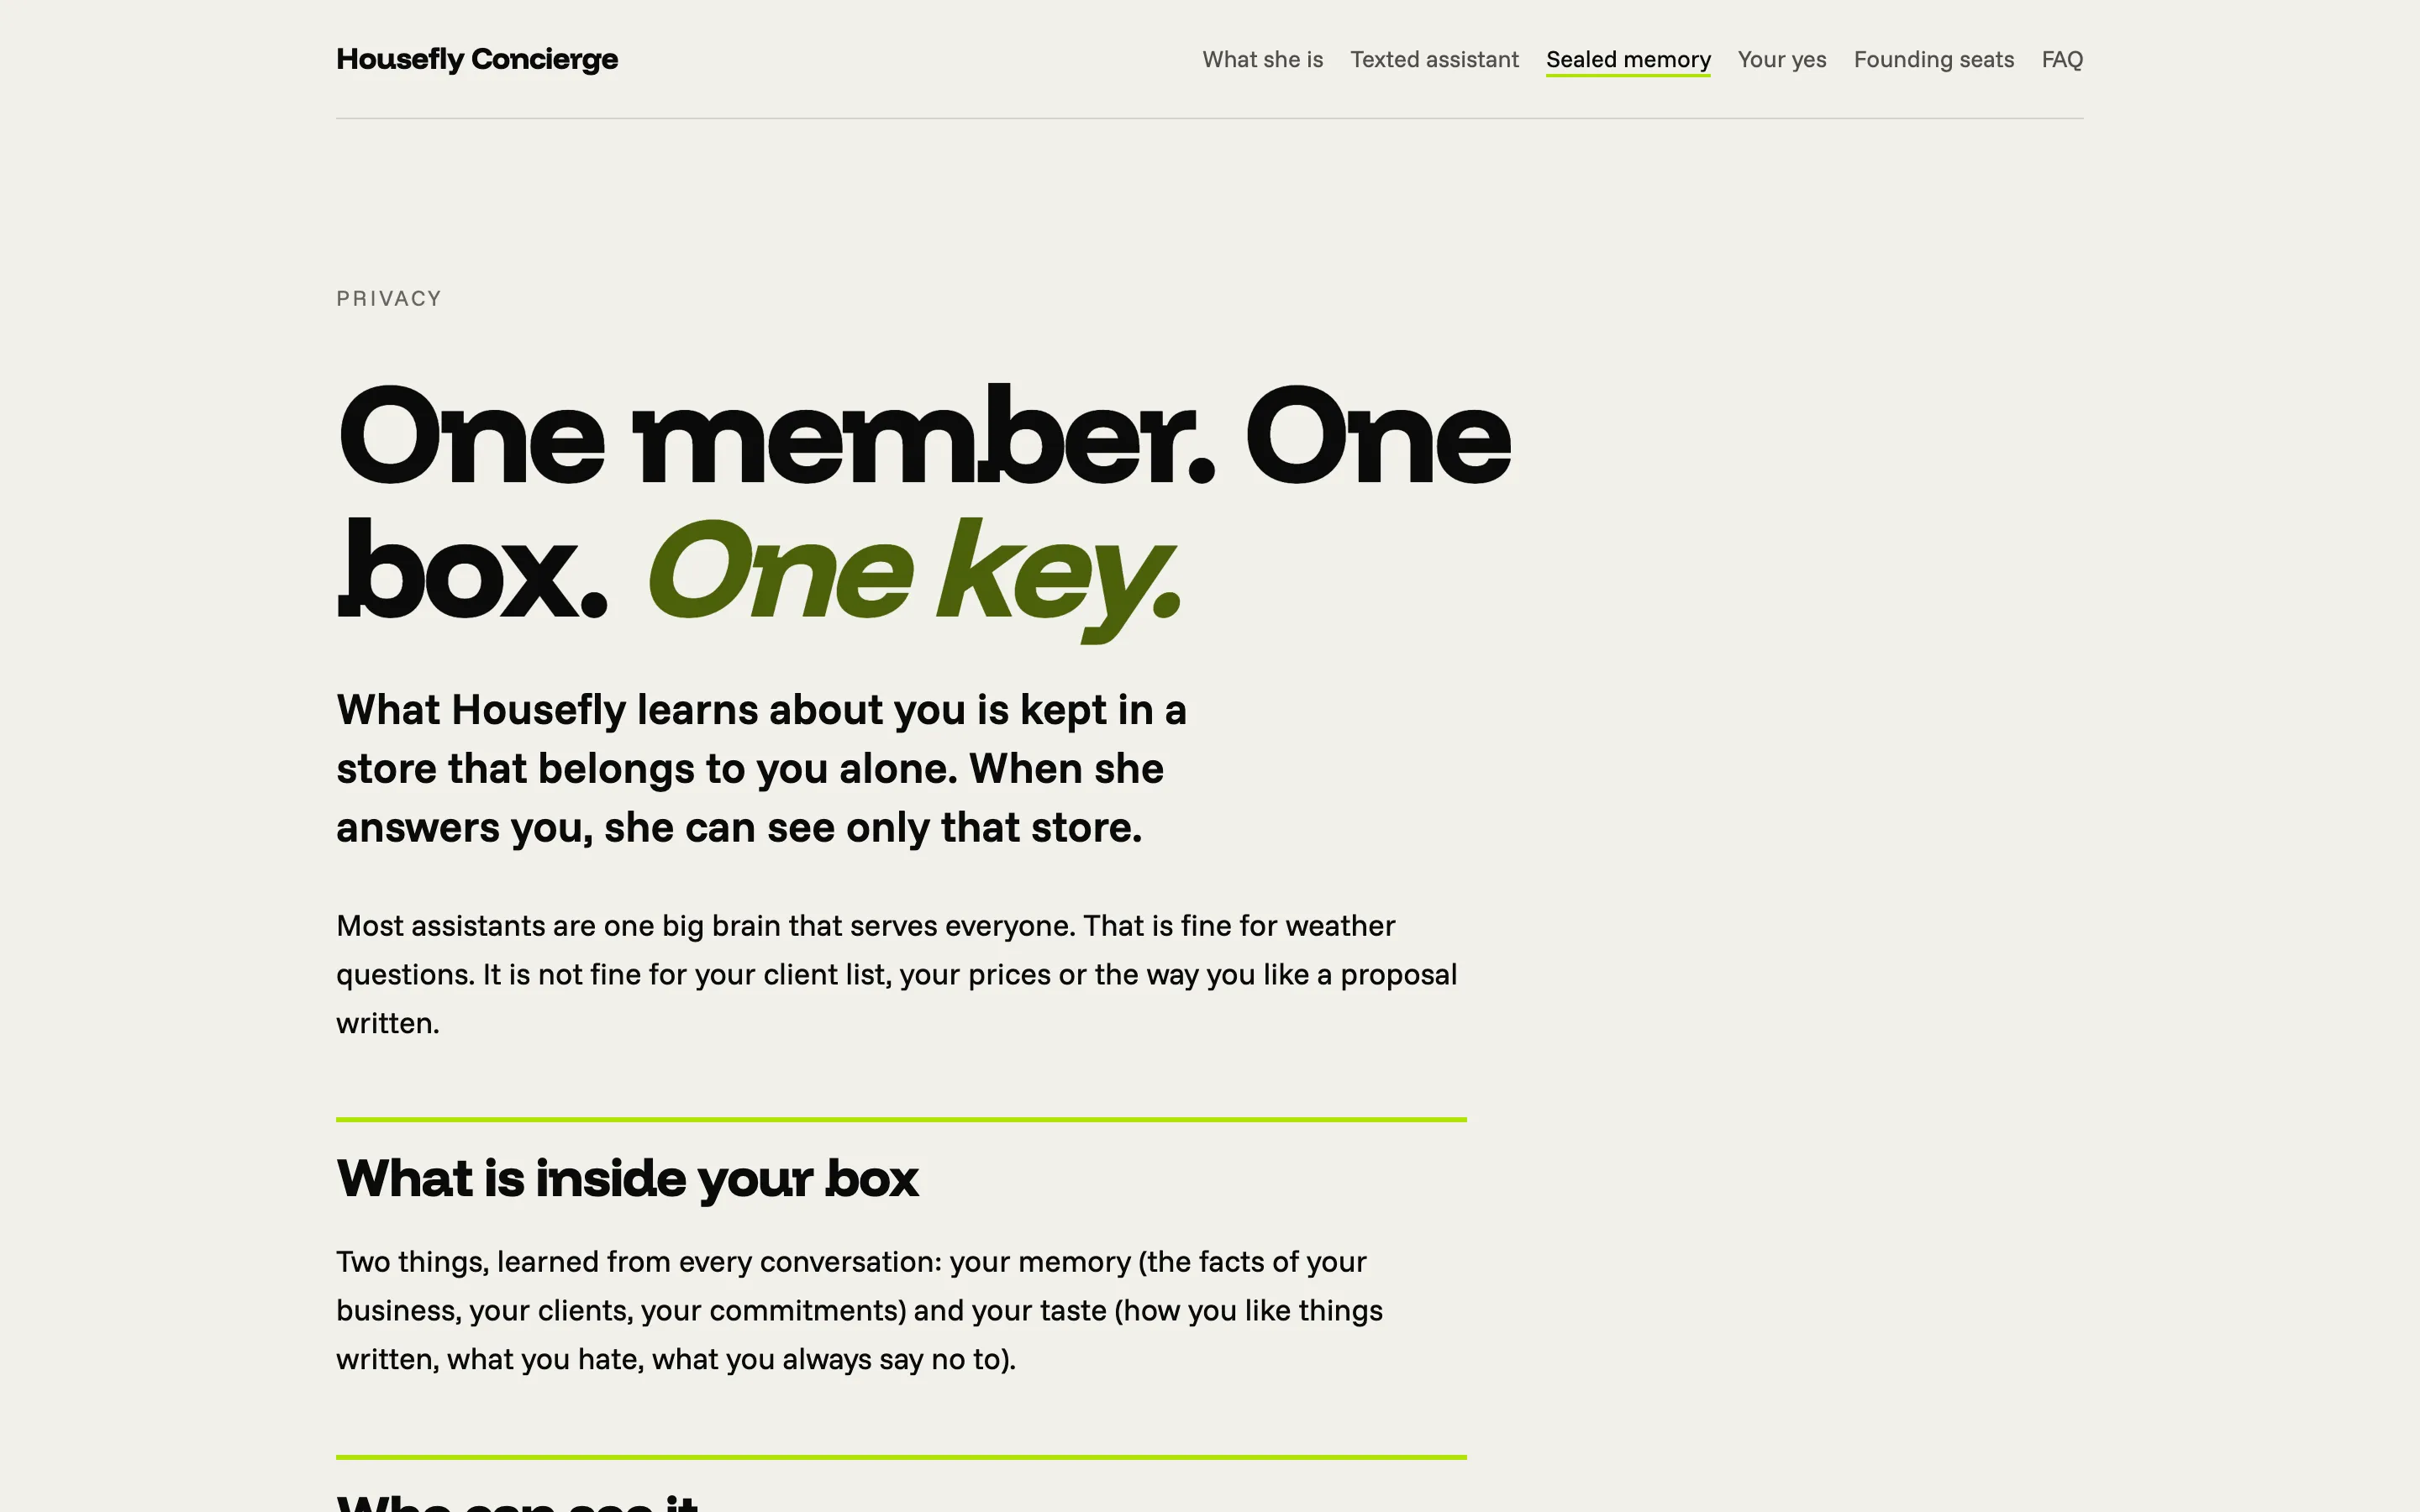 Housefly Concierge
What she is
Texted assistant
Sealed memory
Your yes
Founding seats
FAQ
PRIVACY
One member. One
box. One key.
What Housefly learns about you is kept in a
store that belongs to you alone. When she
answers you, she can see only that store.
Most assistants are one big brain that serves everyone. That is fine for weather
questions. It is not fine for your client list, your prices or the way you like a proposal
written.
What is inside your box
Two things, learned from every conversation: your memory (the facts of your
business, your clients, your commitments) and your taste (how you like things
written, what you hate, what you always say no to).
Who can see it